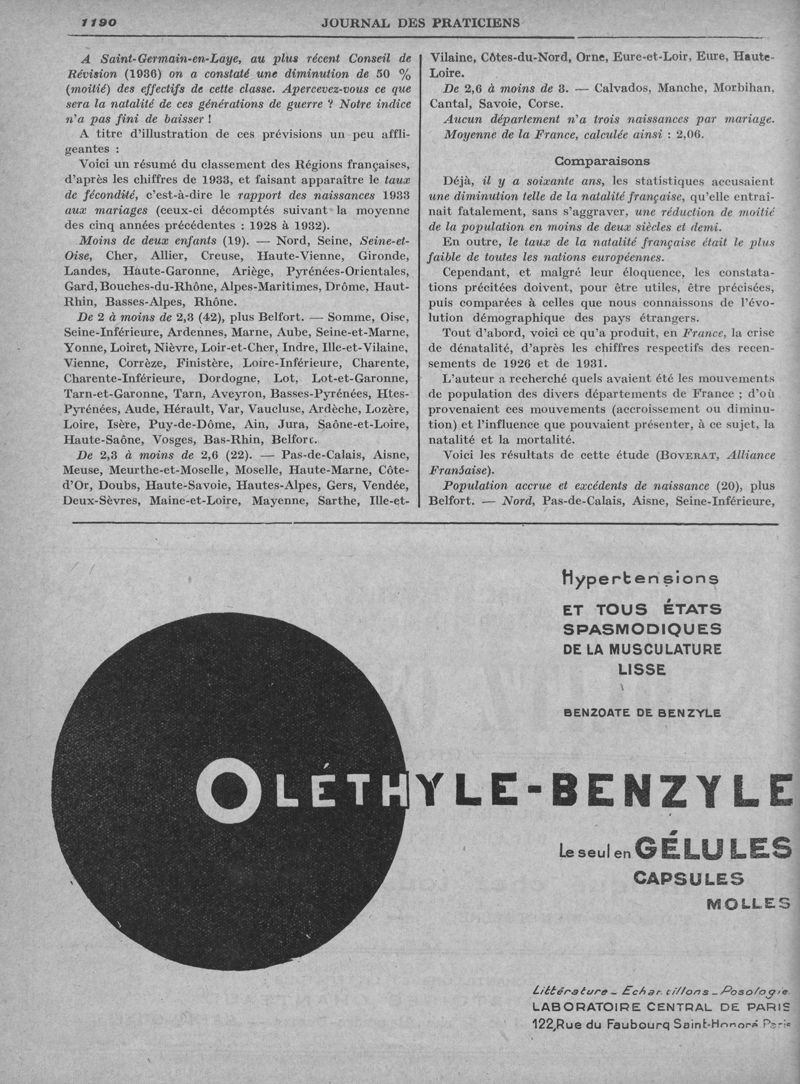 1190
JOURNAL DES PRATICIENS
A Saint-Germain-en-Laye, au plus récent Conseil de
Révision (1936) on a constaté une diminution de 50 %
(moitié) des effectifs de cette classe. Apercevez-vous ce que
sera la natalité de ces générations de guerre ? Notre indice
n'a pas fini de baisser !
A titre d'illustration de ces prévisions un peu affli-
geantes :
Voici un résumé du classement des Régions françaises,
d'après les chiffres de 1933, et faisant apparaître le taux
de fécondité, c'est-à-dire le rapport des naissances 1933
aux mariages (ceux-ci décomptés suivant la moyenne
des cinq années précédentes : 1928 à 1932).
Moins de deux enfants (19). — Nord, Seine, Seine-et-
Oise, Cher, Allier, Creuse, Haute-Vienne, Gironde,
Landes, Haute-Garonne, Ariège, Pyrénées-Orientales,
Gard, Bouches-du-Rhône, Alpes-Maritimes, Drôme, Haut-
Rhin, Basses-Alpes, Rhône.
De 2 à moins de 2,3 (42), plus Belfort. — Somme, Oise,
Seine-Inférieure, Ardennes, Marne, Aube, Seine-et-Marne,
Yonne, Loiret, Nièvre, Loir-et-Cher, Indre, Ille-et-Vilaine,
Vienne, Corrèze, Finistère, Loire-Inférieure, Charente,
Charente-Inférieure, Dordogne, Lot, Lot-et-Garonne,
Tarn-et-Garonne, Tarn, Aveyron, Basses-Pyrénées, Htes-
Pyrénées, Aude, Hérault, Var, Vaucluse, Ardèche, Lozère,
Loire, Isère, Puy-de-Dôme, Ain, Jura, Saône-et-Loire,
Haute-Saône, Vosges, Bas-Rhin, Belfort.
De 2,3 à moins de 2,6 (22). — Pas-de-Calais, Aisne,
Meuse, Meurthe-et-Moselle, Moselle, Haute-Marne, Côte-
d'Or, Doubs, Haute-Savoie, Hautes-Alpes, Gers, Vendée,
Deux-Sèvres, Maine-et-Loire, Mayenne, Sarthe, Ille-et-
Vilaine, Côtes-du-Nord, Orne, Eure-et-Loir, Eure, Haute-
Loire.
De 2,6 à moins de 3. — Calvados, Manche, Morbihan,
Cantal, Savoie, Corse.
Aucun département n'a trois naissances par mariage.
Moyenne de la France, calculée ainsi : 2,06.
Comparaisons
Déjà, il y a soixante ans, les statistiques accusaient
une diminution telle de la natalité française, qu'elle entraî-
nait fatalement, sans s'aggraver, une réduction de moitié
de la population en moins de deux siècles et demi.
En outre, le taux de la natalité française était le plus
faible de toutes les nations européennes.
Cependant, et malgré leur éloquence, les constata-
tions précitées doivent, pour être utiles, être précisées,
puis comparées à celles que nous connaissons de l'évo-
lution démographique des pays étrangers.
Tout d'abord, voici ce qu'a produit, en France, la crise
de dénatalité, d'après les chiffres respectifs des recen-
sements de 1926 et de 1931.
L'auteur a recherché quels avaient été les mouvements
de population des divers départements de France ; d'où
provenaient ces mouvements (accroissement ou diminu-
tion) et l'influence que pouvaient présenter, à ce sujet, la
natalité et la mortalité.
Voici les résultats de cette étude (BOVERAT, Alliance
Franƽaise).
Population accrue et excédents de naissance (20), plus
Belfort. — Nord, Pas-de-Calais, Aisne, Seine-Inférieure,
Hypertensions
ET TOUS ÉTATS
SPASMODIQUES
DE LA MUSCULATURE
LISSE
BENZOATE DE BENZYLE
OLÉTHYLE-BENZYLE
Le seul en GÉLULES
CAPSULES
MOLLES
Littérature _ Echantillons _ Posologie
LABORATOIRE CENTRAL DE PARIS
122, Rue du Faubourg Saint-Honoré Paris